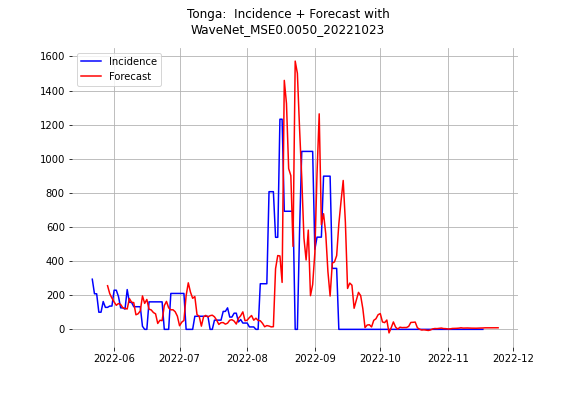 Tonga:  Incidence + Forecast with
WaveNet_MSE0.0050_20221023
Incidence
Forecast
1600
1400
1200
1000
800
600
400
200
0
2022-06 2022-07 2022-08 2022-09 2022-10 2022-11 2022-12